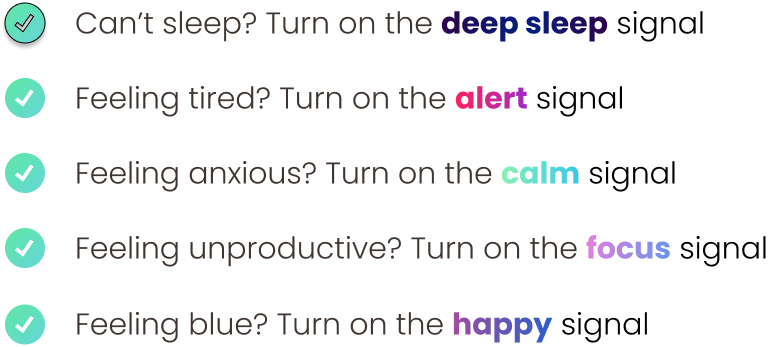 Can’t sleep? Turn on the deep sleep signal
Feeling tired? Turn on the alert signal
Feeling anxious? Turn on the calm signal
Feeling unproductive? Turn on the focus signal
Feeling blue? Turn on the happy signal